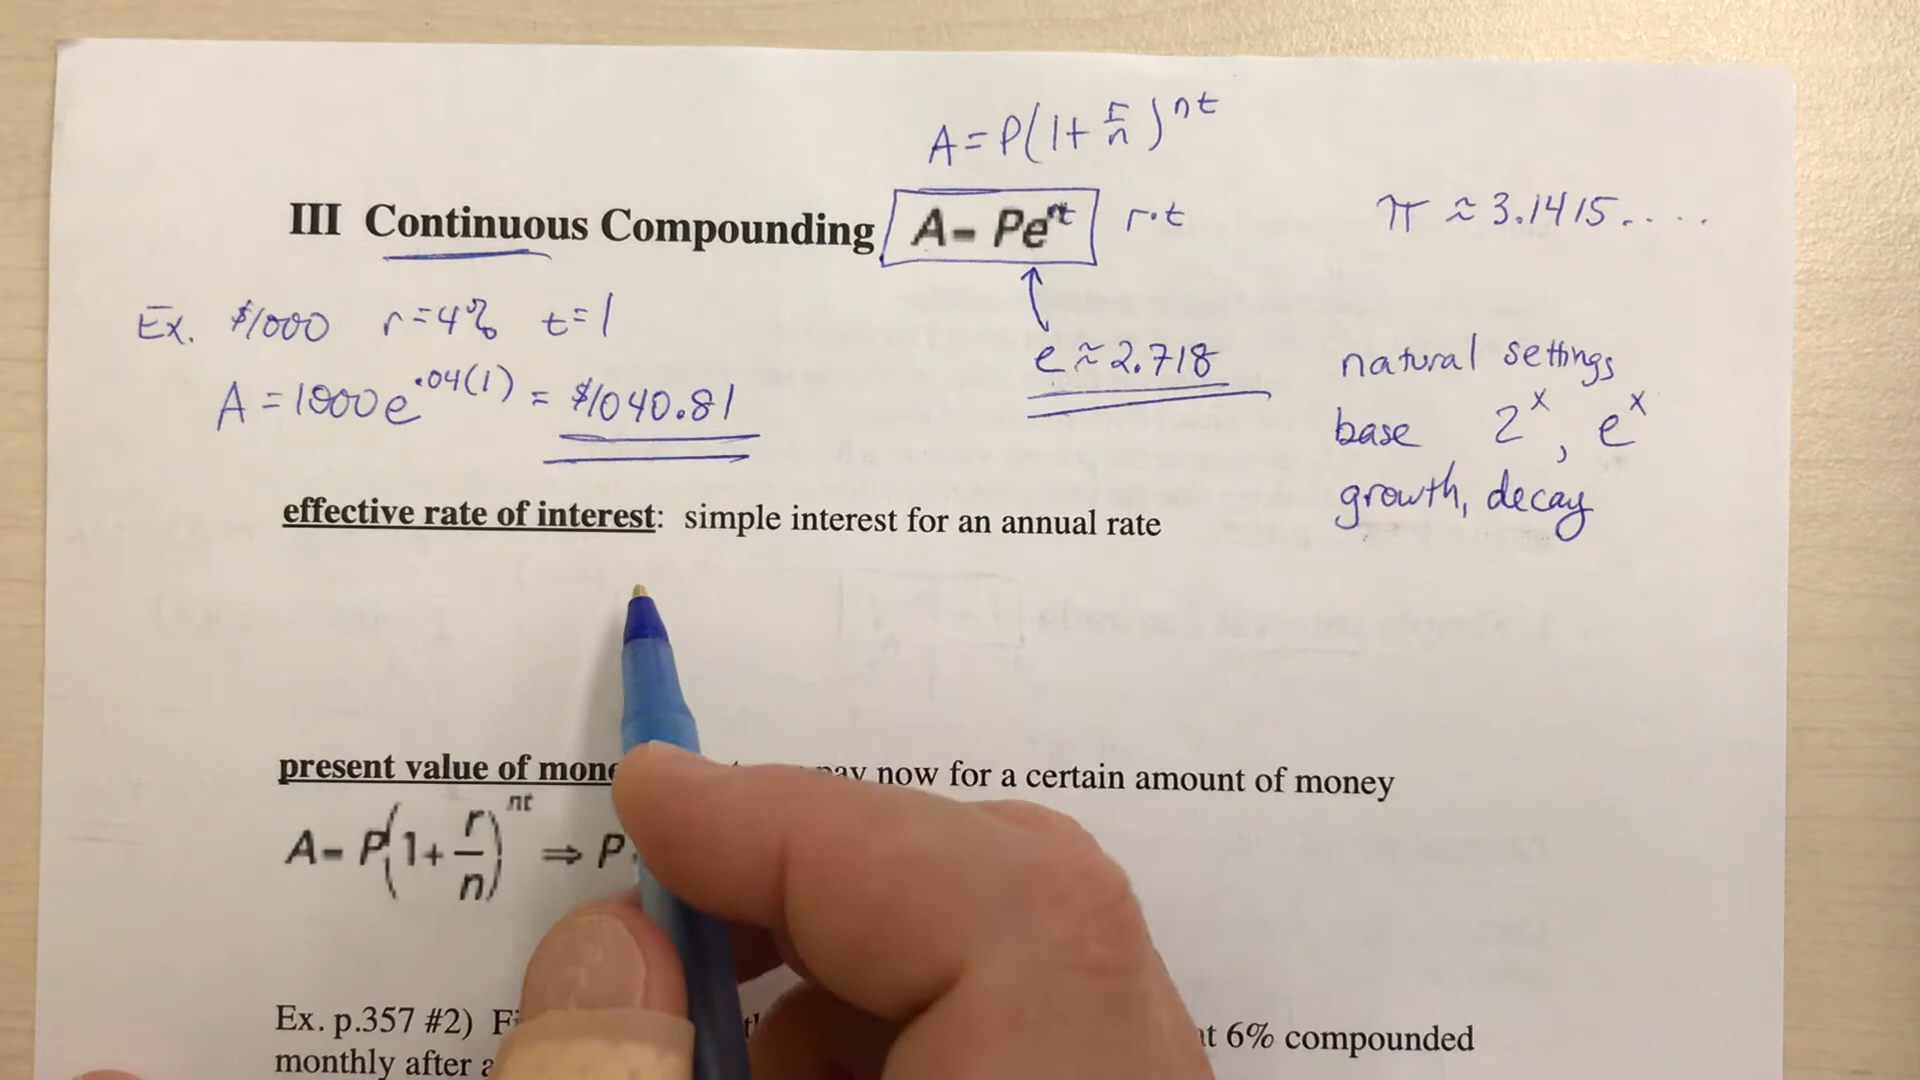 A=P(1+r/n)^nt
III Continuous Compounding A= Pe^rt r·t
π ≈ 3.1415.....
Ex. $1000 r=4% t=1
e≈2.718
natural settings
A=1000e^.04(1) = $1040.81
base 2^x, e^x
growth, decay
effective rate of interest: simple interest for an annual rate
present value of now for a certain amount of money
A= P(1+r/n)^nt ⇒ P
Ex. p.357 #2) 6% compounded
monthly after